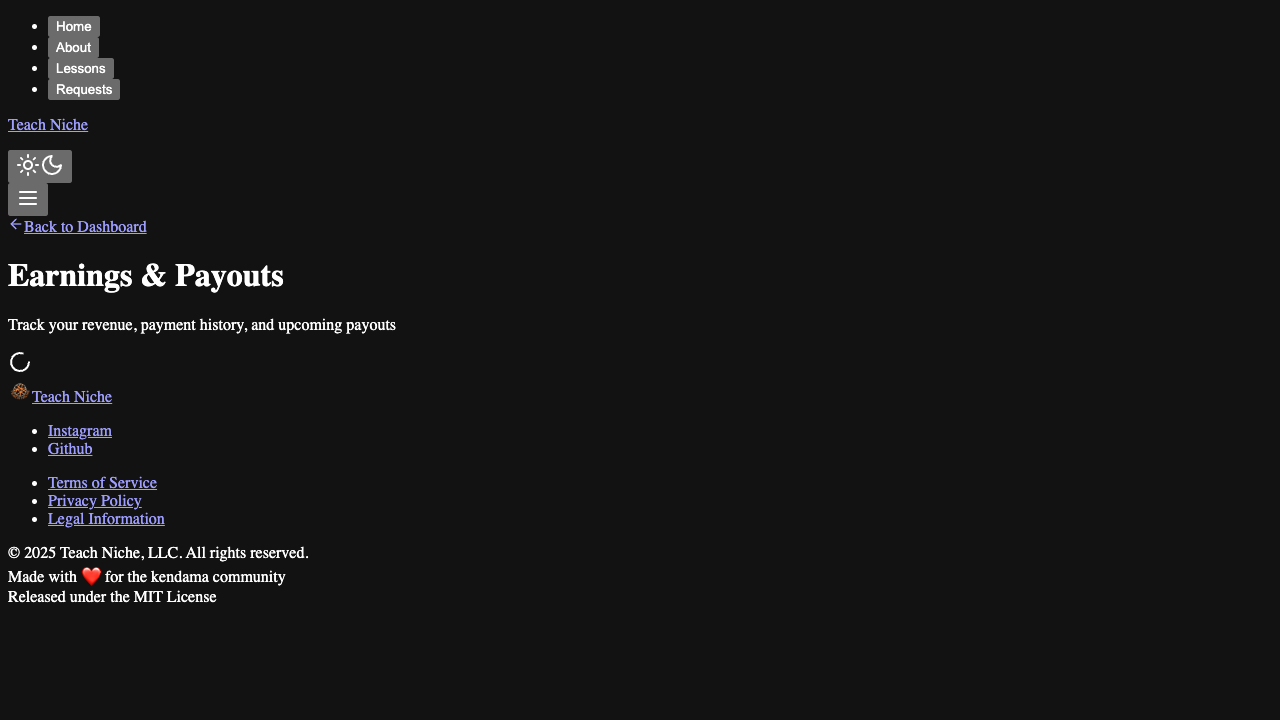 Home
About
Lessons
Requests
Teach Niche
Back to Dashboard
Earnings & Payouts
Track your revenue, payment history, and upcoming payouts
Teach Niche
Instagram
Github
Terms of Service
Privacy Policy
Legal Information
© 2025 Teach Niche, LLC. All rights reserved.
Made with ❤️ for the kendama community
Released under the MIT License